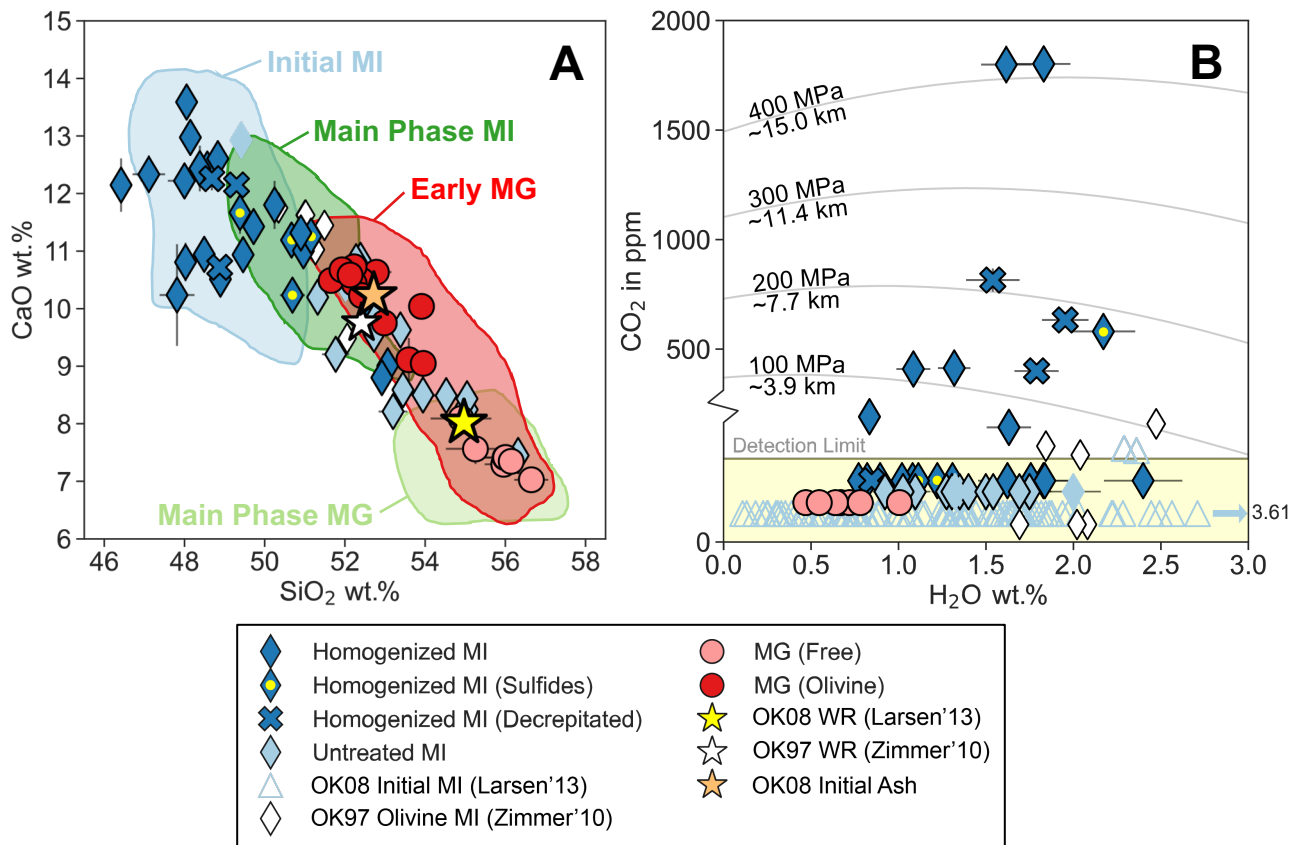 A
Initial MI
Main Phase MI
Early MG
Main Phase MG
15
14
13
12
11
10
9
8
7
6
CaO wt.%
46
48
50
52
54
56
58
SiO₂ wt.%
B
2000
1500
1000
500
0
CO₂ in ppm
400 MPa
~15.0 km
300 MPa
~11.4 km
200 MPa
~7.7 km
100 MPa
~3.9 km
Detection Limit
3.61
0.0
0.5
1.0
1.5
2.0
2.5
3.0
H₂O wt.%
Homogenized MI
Homogenized MI (Sulfides)
Homogenized MI (Decrepitated)
Untreated MI
OK08 Initial MI (Larsen’13)
OK97 Olivine MI (Zimmer’10)
MG (Free)
MG (Olivine)
OK08 WR (Larsen’13)
OK97 WR (Zimmer’10)
OK08 Initial Ash